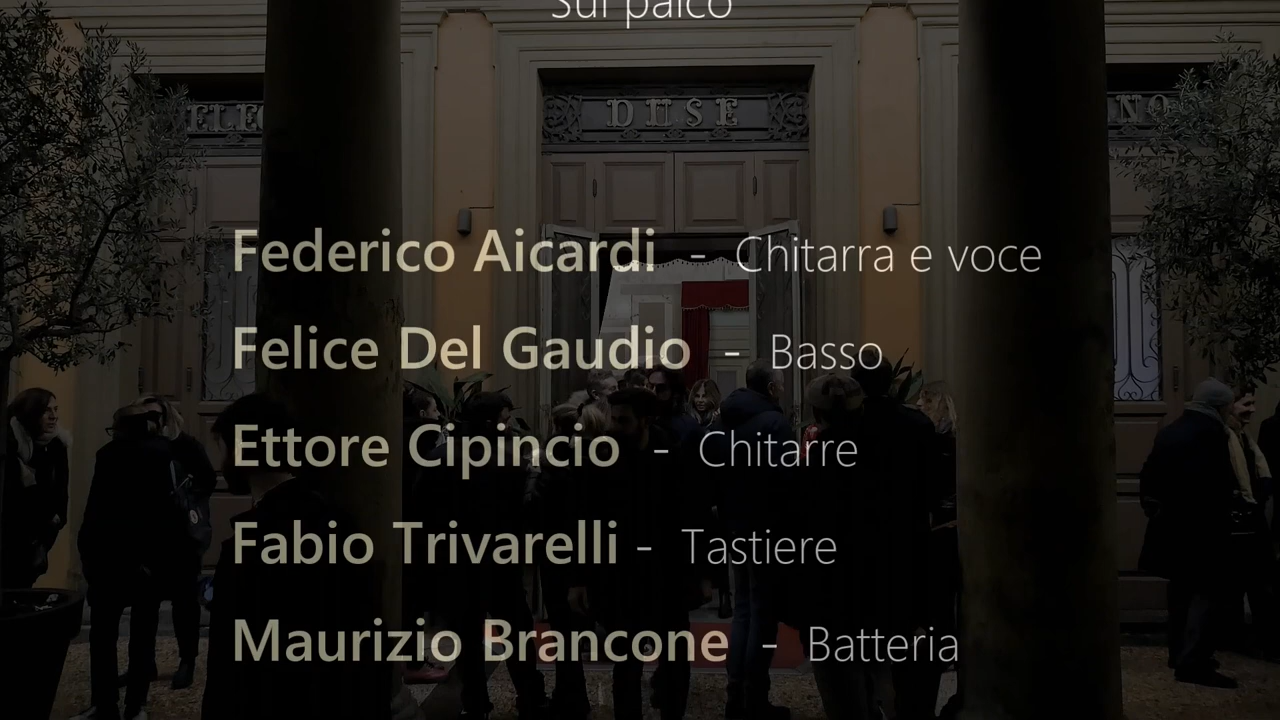 Sul palco
DUSE
Federico Aicardi - Chitarra e voce
Felice Del Gaudio - Basso
Ettore Cipincio - Chitarre
Fabio Trivarelli - Tastiere
Maurizio Brancone - Batteria